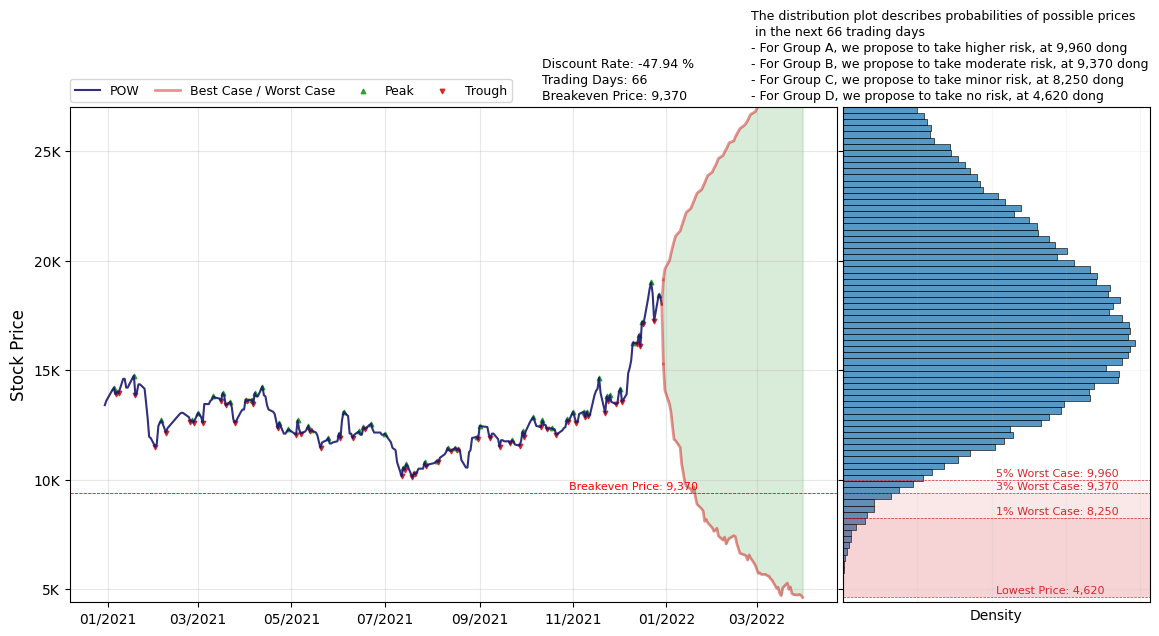 The distribution plot describes probabilities of possible prices
in the next 66 trading days
- For Group A, we propose to take higher risk, at 9,960 dong
- For Group B, we propose to take moderate risk, at 9,370 dong
- For Group C, we propose to take minor risk, at 8,250 dong
- For Group D, we propose to take no risk, at 4,620 dong
Discount Rate: -47.94 %
Trading Days: 66
Breakeven Price: 9,370
POW
Best Case / Worst Case
Peak
Trough
Stock Price
25K
20K
15K
10K
5K
Breakeven Price: 9,370
5% Worst Case: 9,960
3% Worst Case: 9,370
1% Worst Case: 8,250
Lowest Price: 4,620
01/2021
03/2021
05/2021
07/2021
09/2021
11/2021
01/2022
03/2022
Density